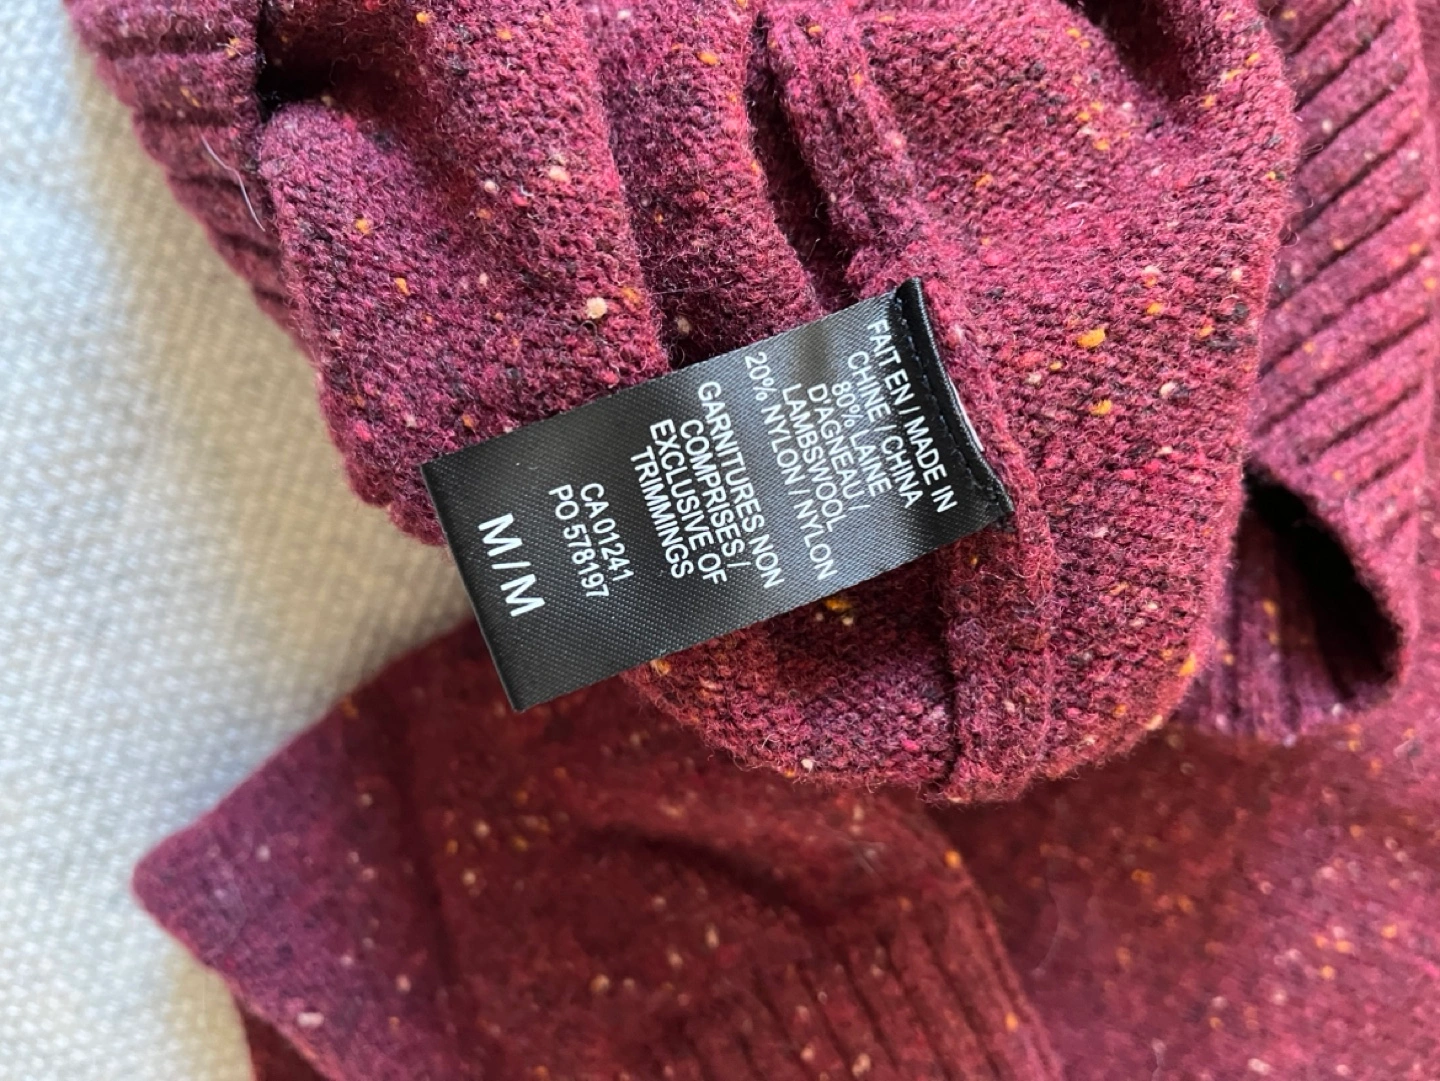 FAIT EN / MADE IN
CHINE / CHINA
80% LAINE
D'AGNEAU /
LAMBSWOOL
20% NYLON / NYLON
GARNITURES NON
COMPRISES /
EXCLUSIVE OF
TRIMMINGS
CA 01241
PO 578197
M / M